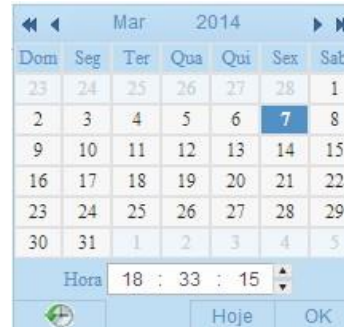 Mar 2014
Dom Seg Ter Qua Qui Sex Sab
23 24 25 26 27 28 1
2 3 4 5 6 7 8
9 10 11 12 13 14 15
16 17 18 19 20 21 22
23 24 25 26 27 28 29
30 31 1 2 3 4 5
Hora 18 : 33 : 15
Hoje OK